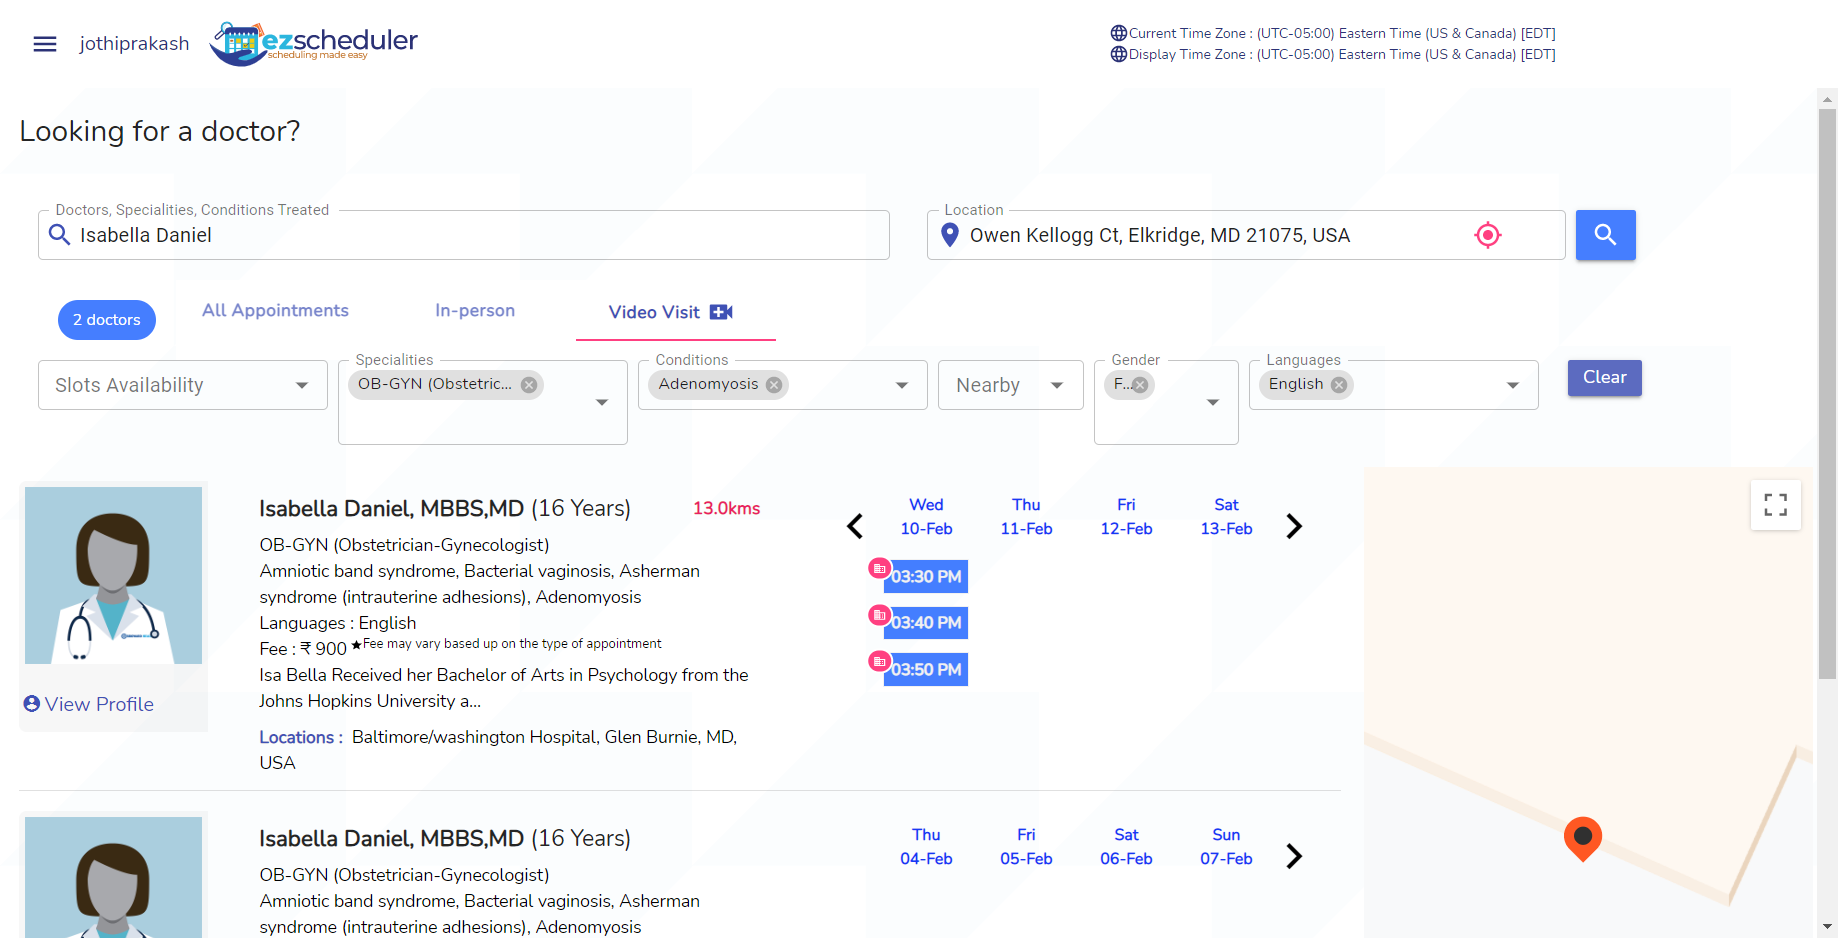 jothiprakash
ezscheduler
scheduling made easy
Current Time Zone : (UTC-05:00) Eastern Time (US & Canada) [EDT]
Display Time Zone : (UTC-05:00) Eastern Time (US & Canada) [EDT]
Looking for a doctor?
Doctors, Specialities, Conditions Treated
Isabella Daniel
Location
Owen Kellogg Ct, Elkridge, MD 21075, USA
2 doctors
All Appointments
In-person
Video Visit
Slots Availability
Specialities
OB-GYN (Obstetric...
Conditions
Adenomyosis
Nearby
Gender
F...
Languages
English
Clear
Isabella Daniel, MBBS,MD (16 Years)
13.0kms
OB-GYN (Obstetrician-Gynecologist)
Amniotic band syndrome, Bacterial vaginosis, Asherman
syndrome (intrauterine adhesions), Adenomyosis
Languages : English
Fee : ₹ 900 ★Fee may vary based up on the type of appointment
Isa Bella Received her Bachelor of Arts in Psychology from the
Johns Hopkins University a...
Locations : Baltimore/washington Hospital, Glen Burnie, MD,
USA
View Profile
Wed Thu Fri Sat
10-Feb 11-Feb 12-Feb 13-Feb
03:30 PM
03:40 PM
03:50 PM
Isabella Daniel, MBBS,MD (16 Years)
OB-GYN (Obstetrician-Gynecologist)
Amniotic band syndrome, Bacterial vaginosis, Asherman
syndrome (intrauterine adhesions), Adenomyosis
Thu Fri Sat Sun
04-Feb 05-Feb 06-Feb 07-Feb